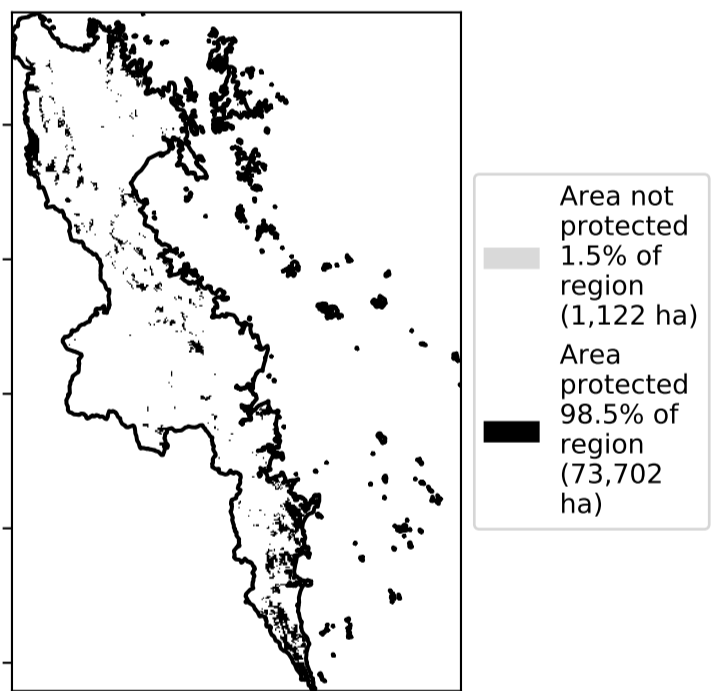 Area not
protected
1.5% of
region
(1,122 ha)
Area
protected
98.5% of
region
(73,702
ha)